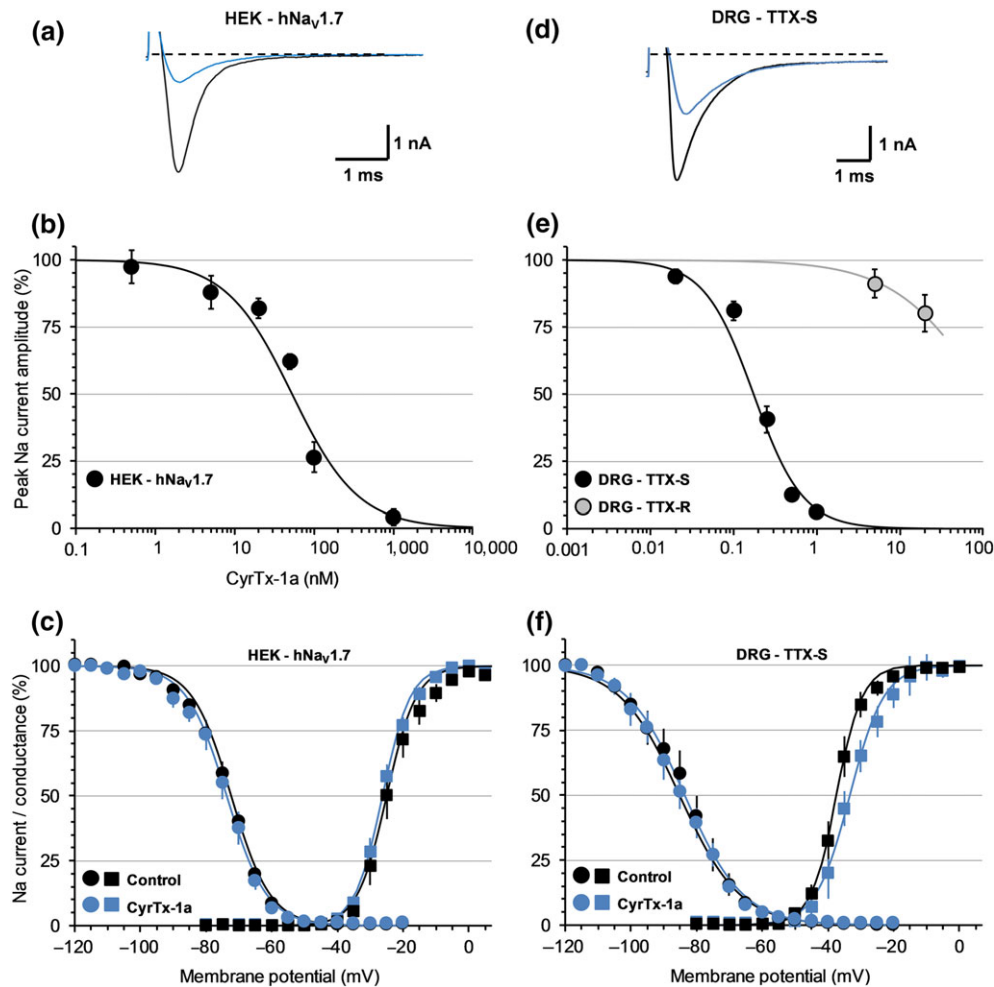 (a)
HEK - hNaV1.7
1 nA
1 ms
(d)
DRG - TTX-S
1 nA
1 ms
(b)
Peak Na current amplitude (%)
100
75
50
25
0
HEK - hNaV1.7
0.1
1
10
100
1,000
10,000
CyrTx-1a (nM)
(e)
100
75
50
25
0
DRG - TTX-S
DRG - TTX-R
0.001
0.01
0.1
1
10
100
(c)
HEK - hNaV1.7
Na current / conductance (%)
100
75
50
25
0
Control
CyrTx-1a
−120
−100
−80
−60
−40
−20
0
Membrane potential (mV)
(f)
DRG - TTX-S
100
75
50
25
0
Control
CyrTx-1a
−120
−100
−80
−60
−40
−20
0
Membrane potential (mV)